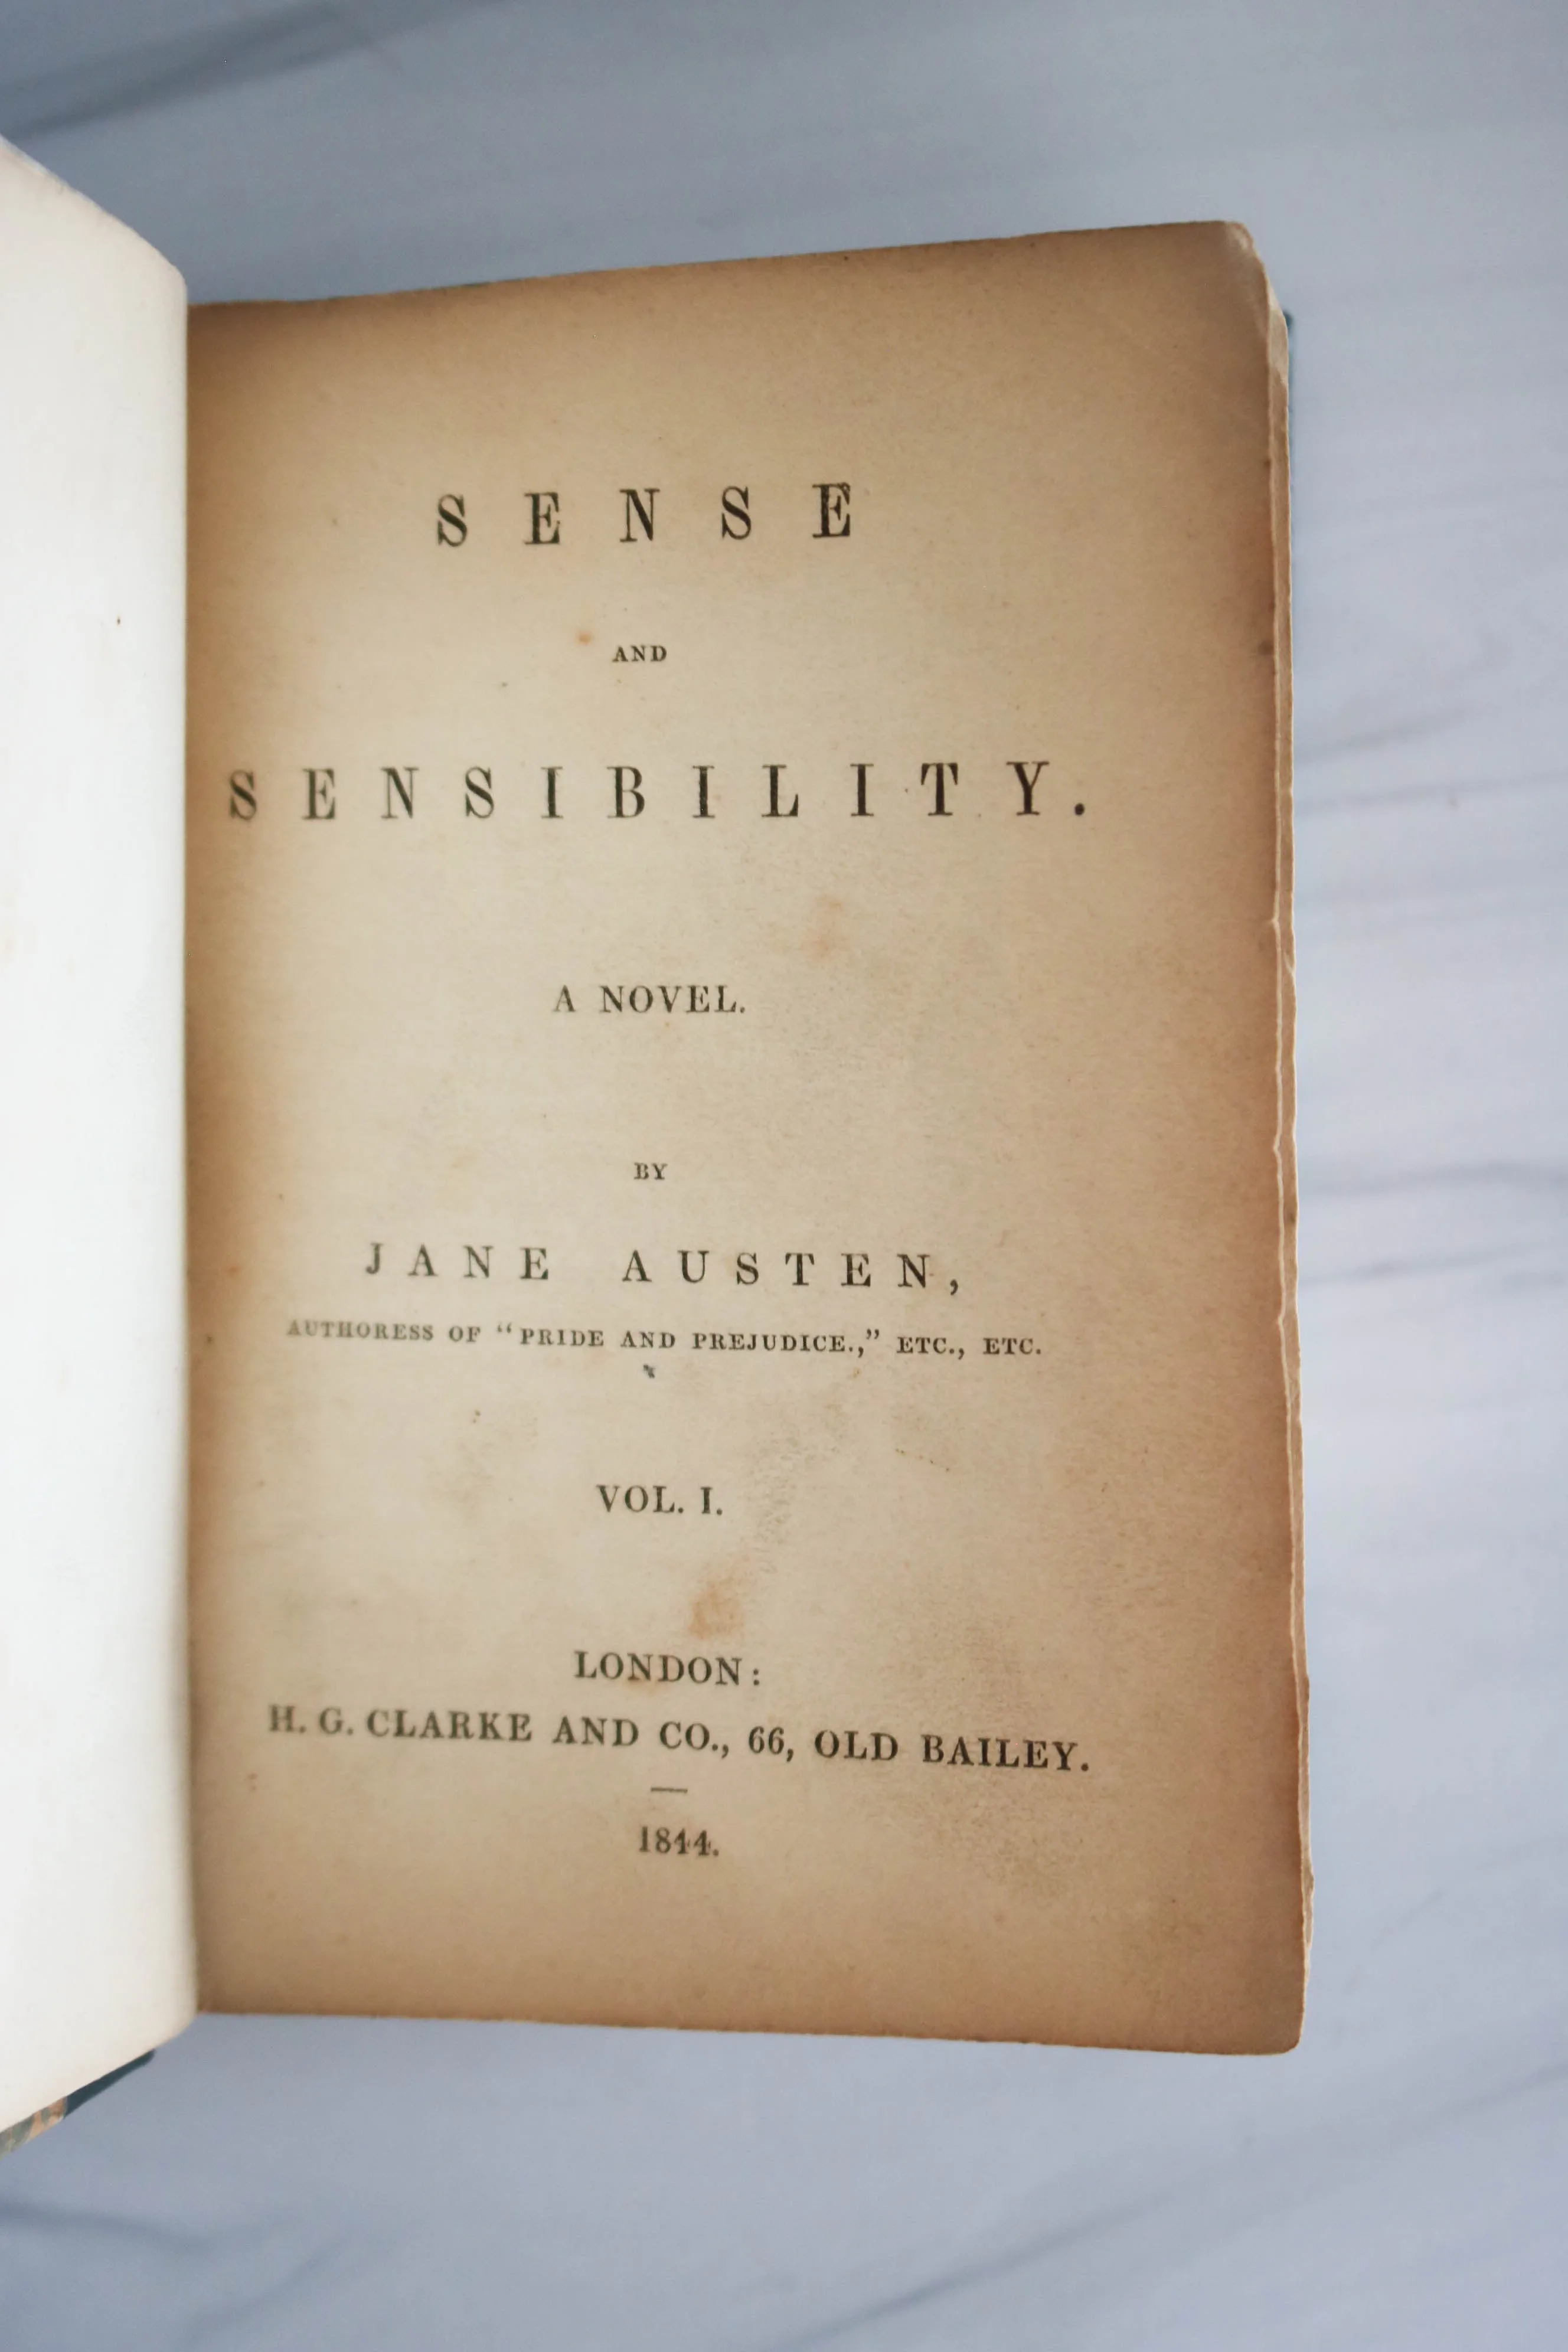 SENSE
AND
SENSIBILITY.
A NOVEL.
BY
JANE AUSTEN,
AUTHORESS OF “PRIDE AND PREJUDICE.,” ETC., ETC.
VOL. I.
LONDON:
H. G. CLARKE AND CO., 66, OLD BAILEY.
1844.